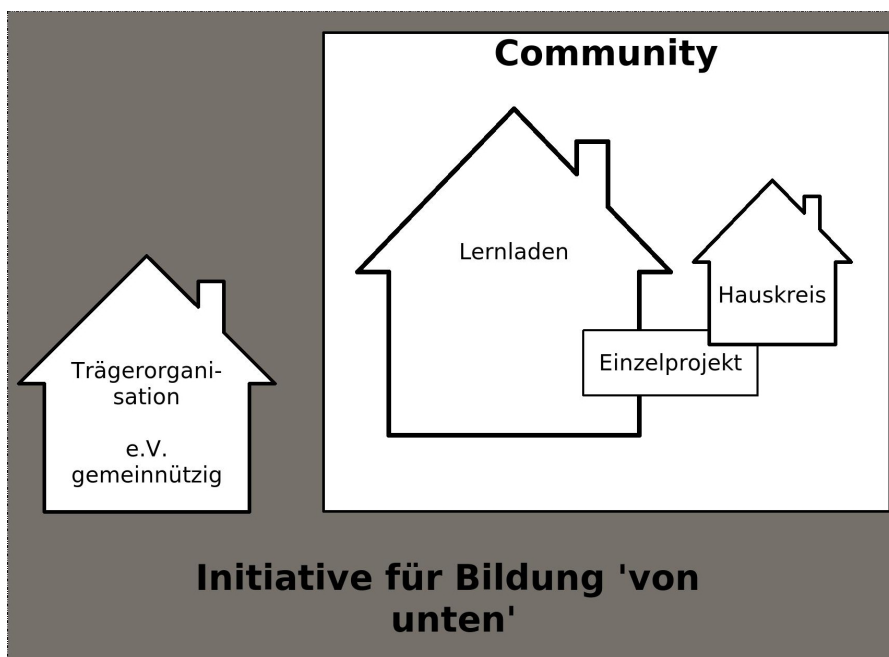 Community
Lernladen
Hauskreis
Einzelprojekt
Trägerorgani-
sation
e.V.
gemeinnützig
Initiative für Bildung 'von
unten'